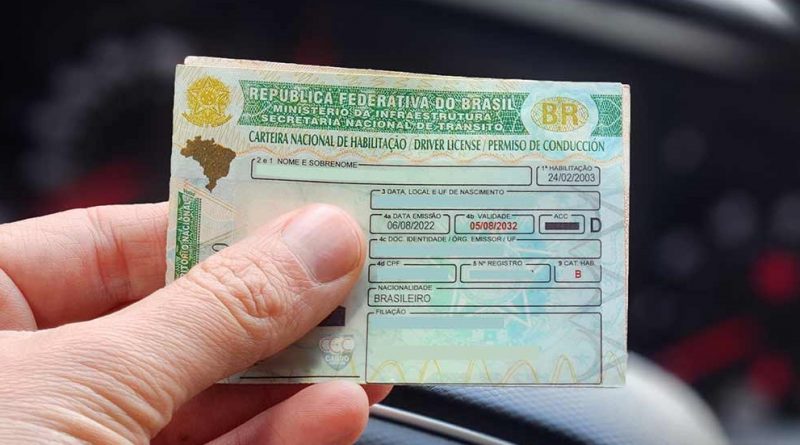 REPÚBLICA FEDERATIVA DO BRASIL
MINISTÉRIO DA INFRAESTRUTURA
SECRETARIA NACIONAL DE TRÂNSITO
BR
CARTEIRA NACIONAL DE HABILITAÇÃO / DRIVER LICENSE / PERMISO DE CONDUCCIÓN
2 e 1 NOME E SOBRENOME
1ª HABILITAÇÃO
24/02/2003
3 DATA, LOCAL E UF DE NASCIMENTO
4a DATA EMISSÃO
06/08/2022
4b VALIDADE
05/08/2032
ACC
D
4c DOC. IDENTIDADE / ÓRG. EMISSOR / UF
4d CPF
5 Nº REGISTRO
9 CAT. HAB.
B
NACIONALIDADE
BRASILEIRO
FILIAÇÃO